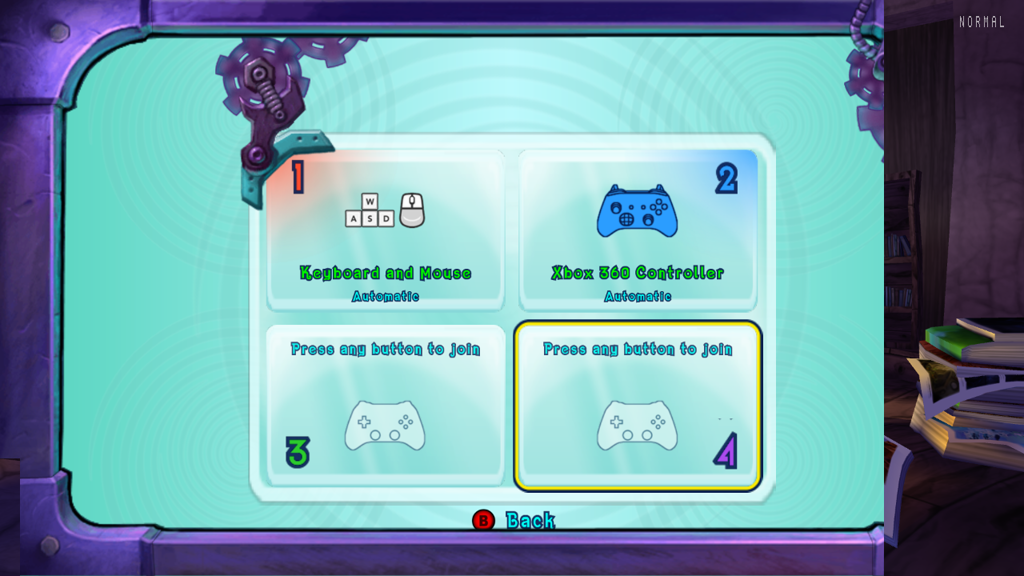 NORMAL
1
2
W
A S D
Keyboard and Mouse
Automatic
Xbox 360 Controller
Automatic
Press any button to join
3
Press any button to join
4
B Back